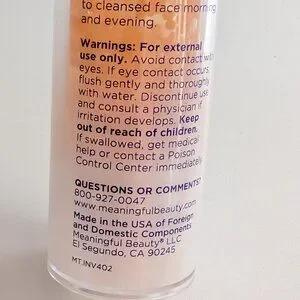 to cleansed face morning
and evening.
Warnings: For external
use only. Avoid contact with
eyes. If eye contact occurs,
flush gently and thoroughly
with water. Discontinue use
and consult a physician if
irritation develops. Keep
out of reach of children.
If swallowed, get medical
help or contact a Poison
Control Center immediately.
QUESTIONS OR COMMENTS?
800-927-0047
www.meaningfulbeauty.com
Made in the USA of Foreign
and Domestic Components
Meaningful Beauty® LLC
El Segundo, CA 90245
MT.INV402